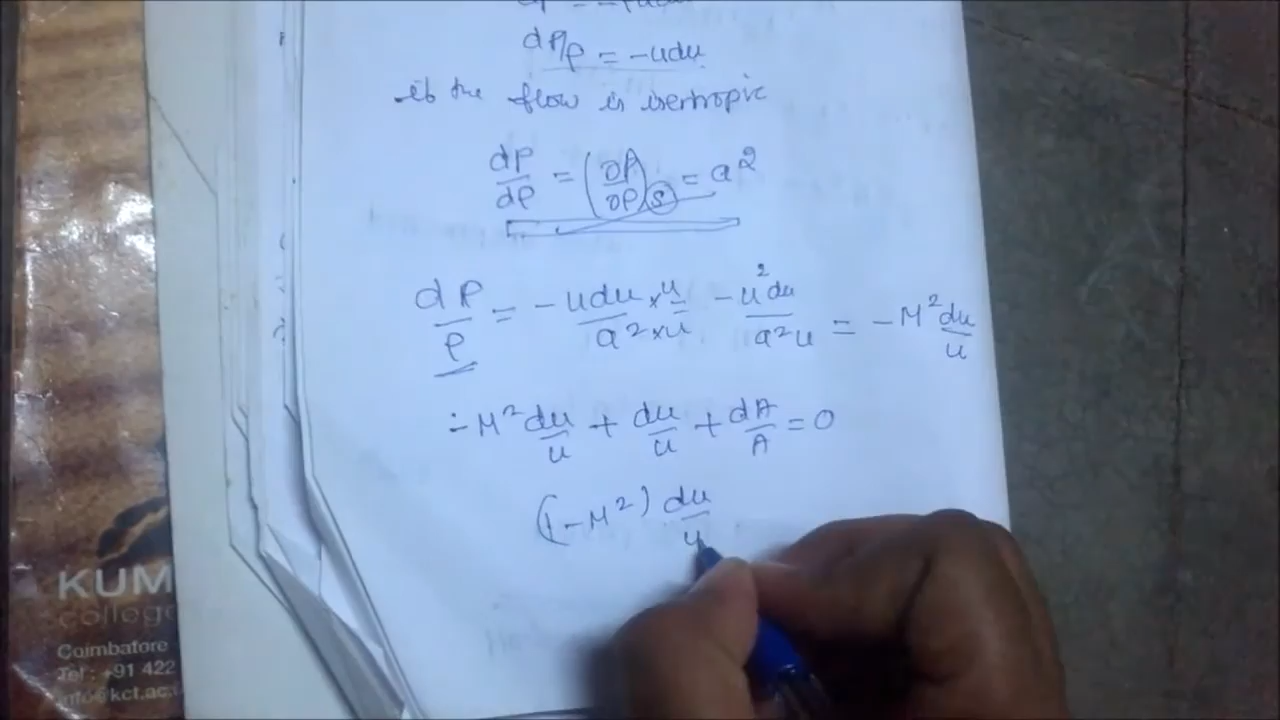 dP/ρ = -udu
if the flow is isentropic
dP/dρ = (∂P/∂ρ)s = a²
dρ/ρ = -udu/a² × u/u -u²du/a²u = -M² du/u
-M² du/u + du/u + dA/A = 0
(1-M²) du/u
KUM
college
Coimbatore
Tel : +91 422
info@kct.ac.